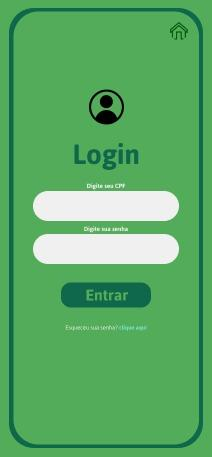 Login
Digite seu CPF
Digite sua senha
Entrar
Esqueceu sua senha? clique aqui